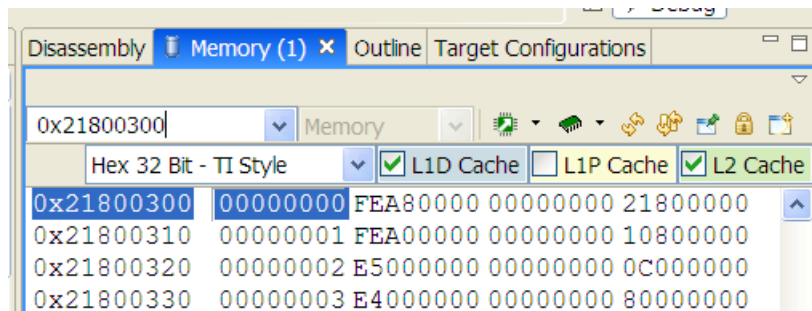 Debug
Disassembly Memory (1) Outline Target Configurations
0x21800300 Memory
Hex 32 Bit - TI Style L1D Cache L1P Cache L2 Cache
0x21800300 00000000 FEA80000 00000000 21800000
0x21800310 00000001 FEA00000 00000000 10800000
0x21800320 00000002 E5000000 00000000 0C000000
0x21800330 00000003 E4000000 00000000 80000000